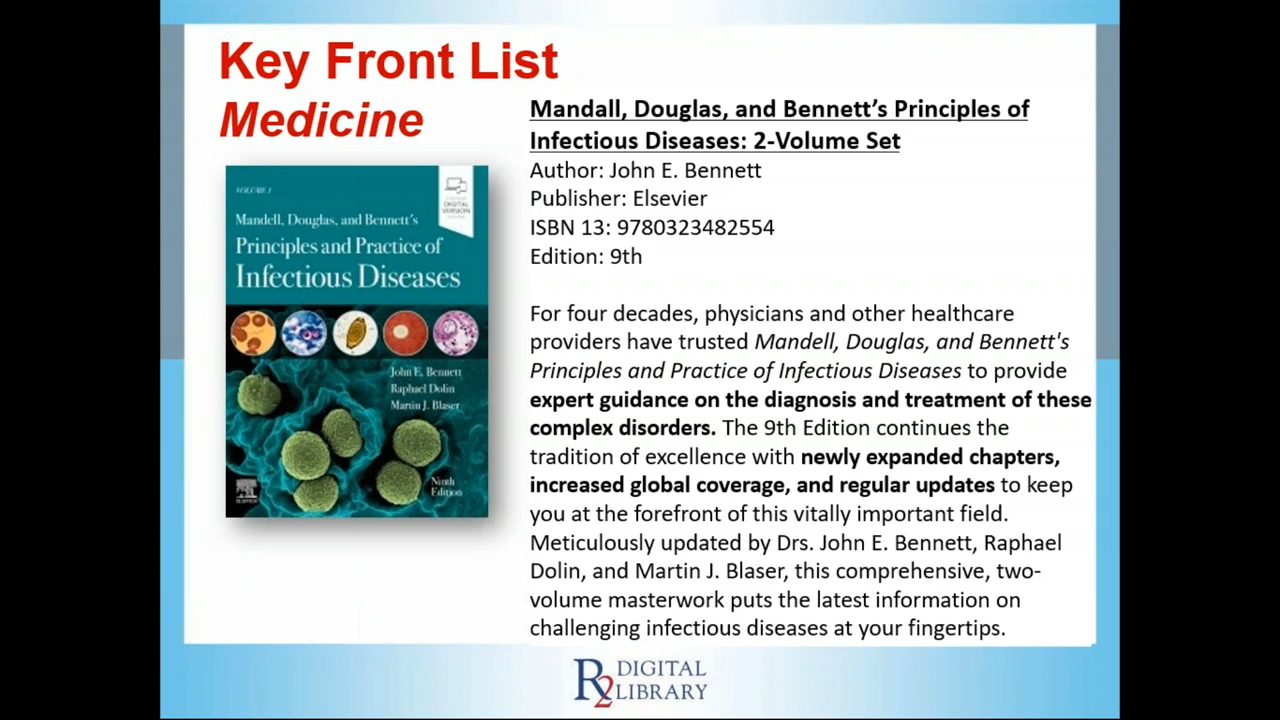 Key Front List
Medicine
Mandall, Douglas, and Bennett’s Principles of
Infectious Diseases: 2-Volume Set
Author: John E. Bennett
Publisher: Elsevier
ISBN 13: 9780323482554
Edition: 9th
For four decades, physicians and other healthcare
providers have trusted Mandell, Douglas, and Bennett's
Principles and Practice of Infectious Diseases to provide
expert guidance on the diagnosis and treatment of these
complex disorders. The 9th Edition continues the
tradition of excellence with newly expanded chapters,
increased global coverage, and regular updates to keep
you at the forefront of this vitally important field.
Meticulously updated by Drs. John E. Bennett, Raphael
Dolin, and Martin J. Blaser, this comprehensive, two-
volume masterwork puts the latest information on
challenging infectious diseases at your fingertips.
VOLUME 1
DIGITAL
VERSION
Mandell, Douglas, and Bennett's
Principles and Practice of
Infectious Diseases
John E. Bennett
Raphael Dolin
Martin J. Blaser
Ninth
Edition
ELSEVIER
R2 DIGITAL
LIBRARY